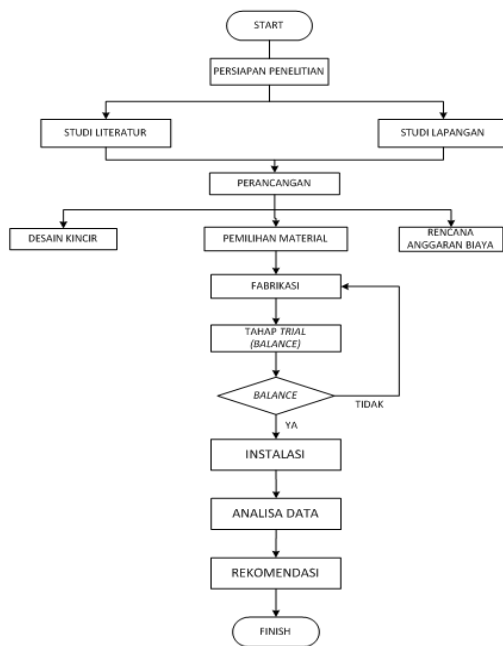 START
PERSIAPAN PENELITIAN
STUDI LITERATUR
STUDI LAPANGAN
PERANCANGAN
DESAIN KINCIR
PEMILIHAN MATERIAL
RENCANA
ANGGARAN BIAYA
FABRIKASI
TAHAP TRIAL
(BALANCE)
BALANCE
TIDAK
YA
INSTALASI
ANALISA DATA
REKOMENDASI
FINISH